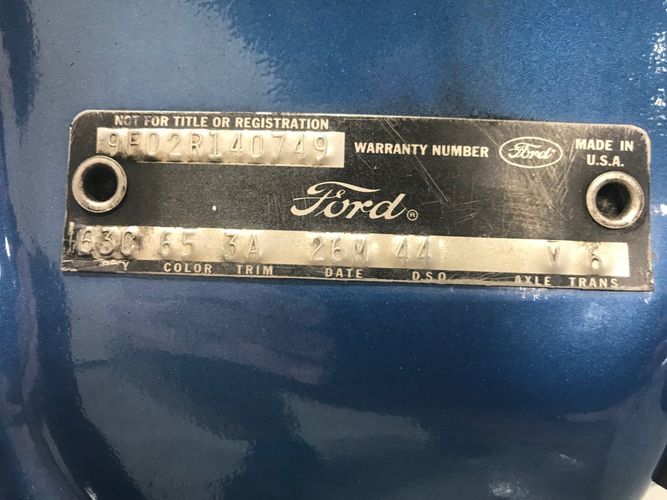 NOT FOR TITLE OR REGISTRATION
9F02R140749 WARRANTY NUMBER Ford MADE IN U.S.A.
Ford®
63C 65 3A 26M 44 V 6
Y COLOR TRIM DATE DSO AXLE TRANS